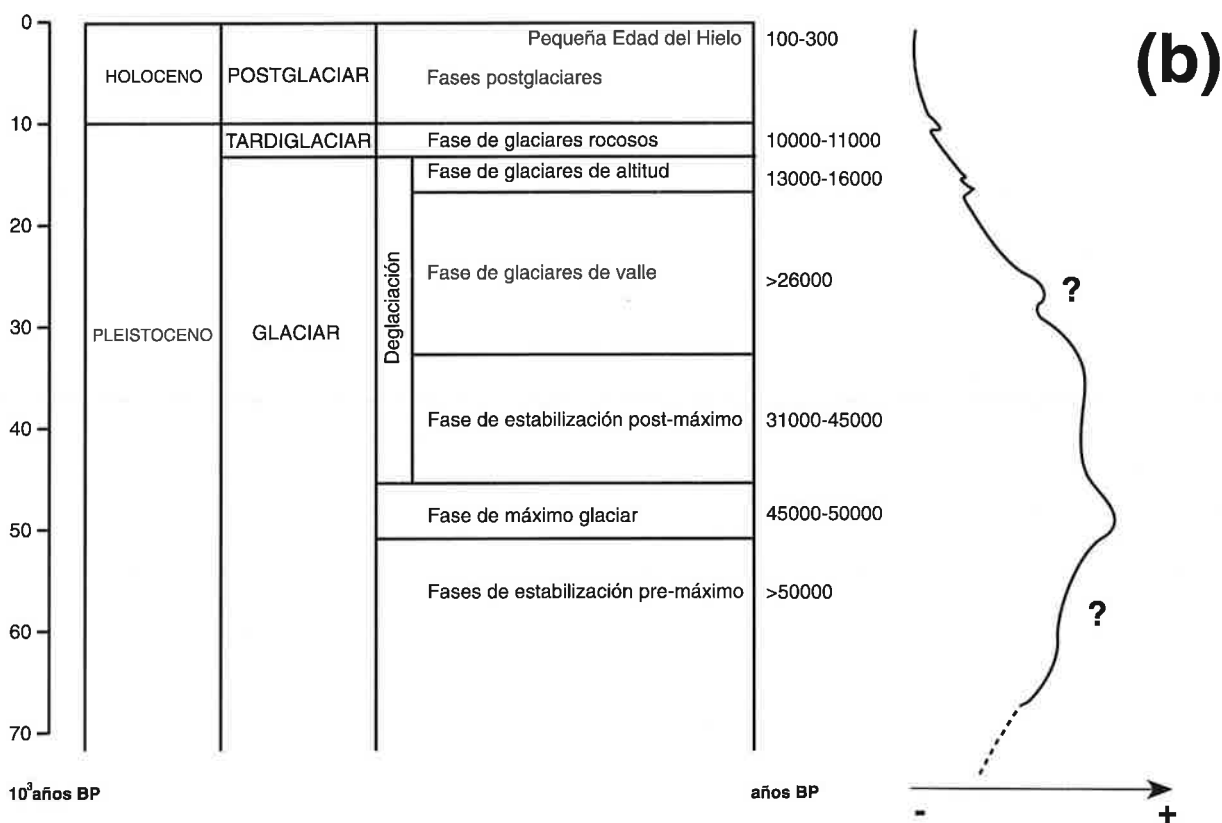 0
Pequeña Edad del Hielo 100-300
(b)
HOLOCENO POSTGLACIAR Fases postglaciares
10
TARDIGLACIAR Fase de glaciares rocosos 10000-11000
Fase de glaciares de altitud 13000-16000
20
Deglaciación
Fase de glaciares de valle >26000
?
30
PLEISTOCENO GLACIAR
40
Fase de estabilización post-máximo 31000-45000
50
Fase de máximo glaciar 45000-50000
Fases de estabilización pre-máximo >50000
?
60
70
10³años BP años BP
- +